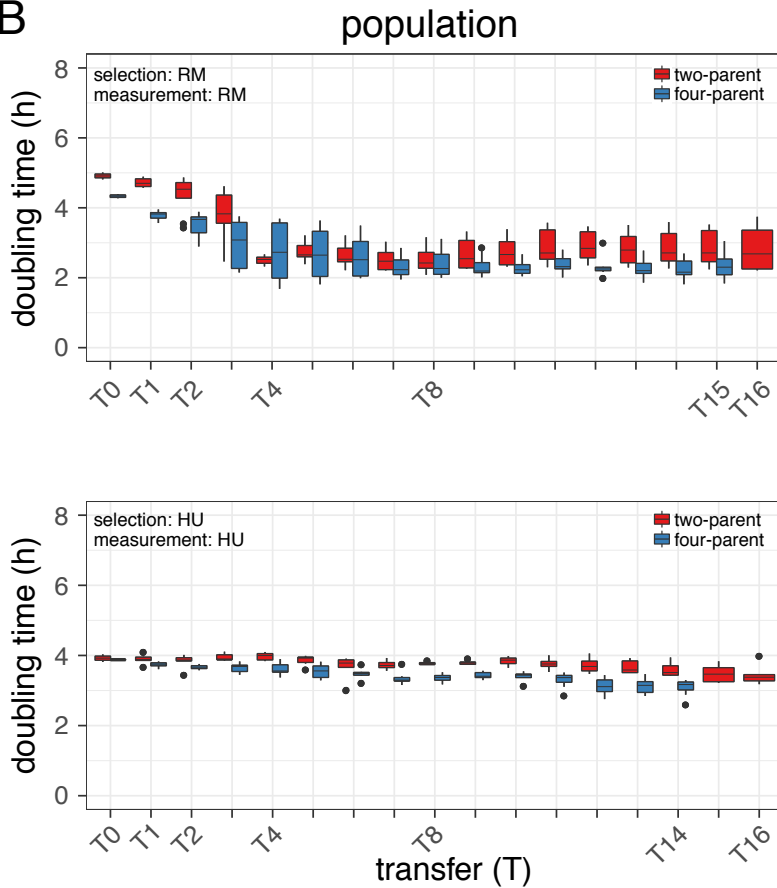 B
population
doubling time (h)
8
6
4
2
0
selection: RM
measurement: RM
two-parent
four-parent
T0 T1 T2 T4 T8 T15 T16
doubling time (h)
8
6
4
2
0
selection: HU
measurement: HU
two-parent
four-parent
T0 T1 T2 T4 T8 T14 T16
transfer (T)